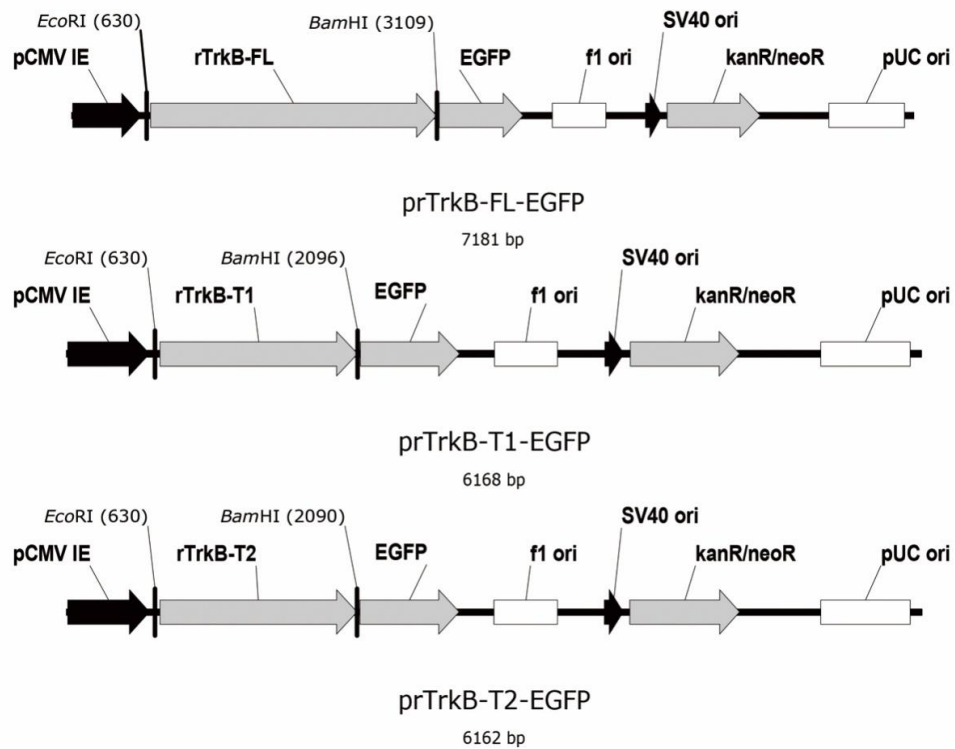 EcoRI (630) BamHI (3109) SV40 ori
pCMV IE rTrkB-FL EGFP f1 ori kanR/neoR pUC ori
prTrkB-FL-EGFP
7181 bp
EcoRI (630) BamHI (2096) SV40 ori
pCMV IE rTrkB-T1 EGFP f1 ori kanR/neoR pUC ori
prTrkB-T1-EGFP
6168 bp
EcoRI (630) BamHI (2090) SV40 ori
pCMV IE rTrkB-T2 EGFP f1 ori kanR/neoR pUC ori
prTrkB-T2-EGFP
6162 bp